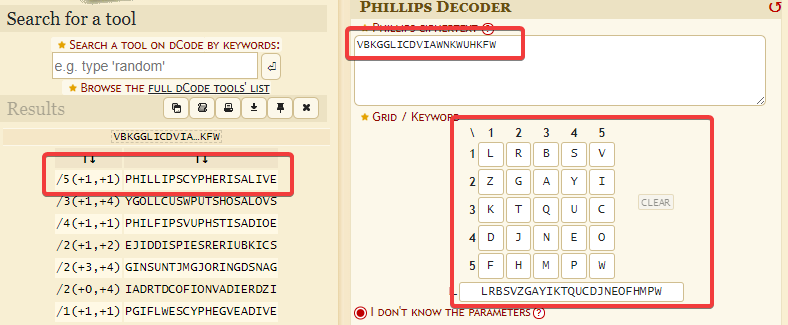 Search for a tool
★ Search a tool on dCode by keywords:
e.g. type 'random'
★ Browse the full dCode tools' list
Results
VBKGGLICDVIA…KFW
↑↓ ↑↓
/5(+1,+1) PHILLIPSCYPHERISALIVE
/3(+1,+4) YGOLLCUSWPUTSHOSALOVS
/4(+1,+1) PHILFIPSVUPHSTISADIOE
/2(+1,+2) EJIDDISPIESRERIUBKICS
/2(+3,+4) GINSUNTJMGJORINGDSNAG
/2(+0,+4) IADRTDCOFIONVADIERDZI
/1(+1,+1) PGIFLWESCYPHEGVEADIVE
Phillips Decoder
★ Phillips ciphertext ?
VBKGGLICDVIAWNKWUHKFW
★ Grid / Keyword
\ 1 2 3 4 5
1 L R B S V
2 Z G A Y I
3 K T Q U C
CLEAR
4 D J N E O
5 F H M P W
LRBSVZGAYIKTQUCDJNEOFHMPW
I don't know the parameters ?